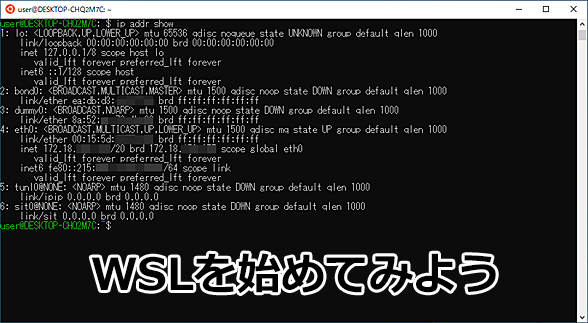 user@DESKTOP-CHQ2M7C: ~
user@DESKTOP-CHQ2M7C: $ ip addr show
1: lo: <LOOPBACK,UP,LOWER_UP> mtu 65536 qdisc noqueue state UNKNOWN group default qlen 1000
link/loopback 00:00:00:00:00:00 brd 00:00:00:00:00:00
inet 127.0.0.1/8 scope host lo
valid_lft forever preferred_lft forever
inet6 ::1/128 scope host
valid_lft forever preferred_lft forever
2: bond0: <BROADCAST,MULTICAST,MASTER> mtu 1500 qdisc noop state DOWN group default qlen 1000
link/ether ea:db:d3: brd ff:ff:ff:ff:ff:ff
3: dummy0: <BROADCAST,NOARP> mtu 1500 qdisc noop state DOWN group default qlen 1000
link/ether 8a:52: brd ff:ff:ff:ff:ff:ff
4: eth0: <BROADCAST,MULTICAST,UP,LOWER_UP> mtu 1500 qdisc mq state UP group default qlen 1000
link/ether 00:15:5d: brd ff:ff:ff:ff:ff:ff
inet 172.18. /20 brd 172.18. scope global eth0
valid_lft forever preferred_lft forever
inet6 fe80::215: /64 scope link
valid_lft forever preferred_lft forever
5: tunl0@NONE: <NOARP> mtu 1480 qdisc noop state DOWN group default qlen 1000
link/ipip 0.0.0.0 brd 0.0.0.0
6: sit0@NONE: <NOARP> mtu 1480 qdisc noop state DOWN group default qlen 1000
link/sit 0.0.0.0 brd 0.0.0.0
user@DESKTOP-CHQ2M7C: $
WSLを始めてみよう